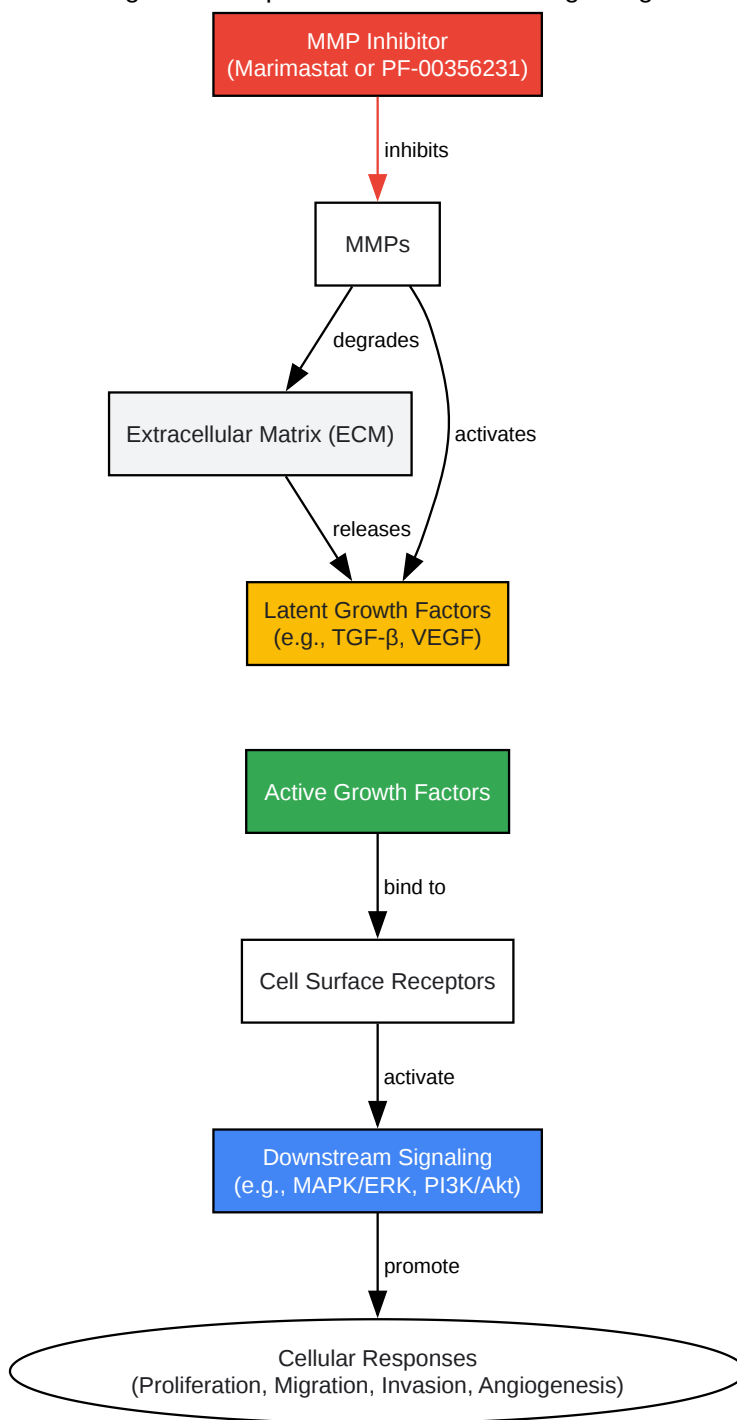 MMP Inhibitor
(Marimastat or PF-00356231)
inhibits
MMPs
degrades
Extracellular Matrix (ECM)
activates
releases
Latent Growth Factors
(e.g., TGF-β, VEGF)
Active Growth Factors
bind to
Cell Surface Receptors
activate
Downstream Signaling
(e.g., MAPK/ERK, PI3K/Akt)
promote
Cellular Responses
(Proliferation, Migration, Invasion, Angiogenesis)